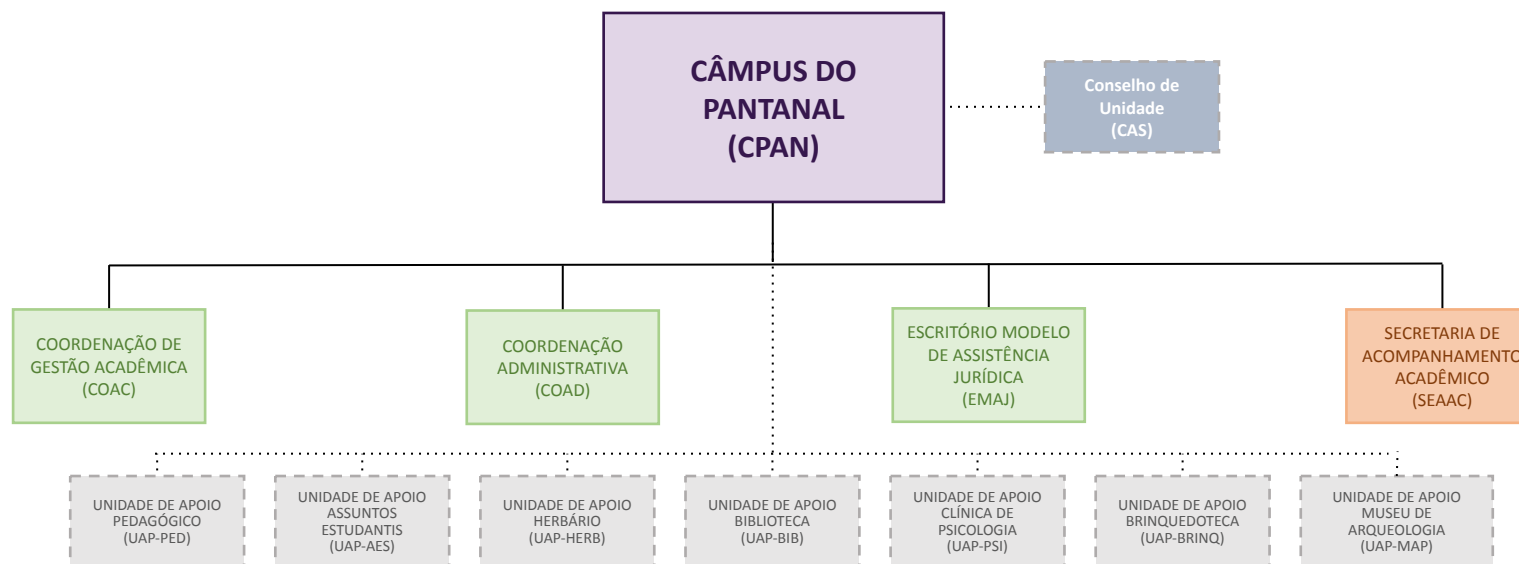 CÂMPUS DO
PANTANAL
(CPAN)
Conselho de
Unidade
(CAS)
COORDENAÇÃO DE
GESTÃO ACADÊMICA
(COAC)
COORDENAÇÃO
ADMINISTRATIVA
(COAD)
ESCRITÓRIO MODELO
DE ASSISTÊNCIA
JURÍDICA
(EMAJ)
SECRETARIA DE
ACOMPANHAMENTO
ACADÊMICO
(SEAAC)
UNIDADE DE APOIO
PEDAGÓGICO
(UAP-PED)
UNIDADE DE APOIO
ASSUNTOS
ESTUDANTIS
(UAP-AES)
UNIDADE DE APOIO
HERBÁRIO
(UAP-HERB)
UNIDADE DE APOIO
BIBLIOTECA
(UAP-BIB)
UNIDADE DE APOIO
CLÍNICA DE
PSICOLOGIA
(UAP-PSI)
UNIDADE DE APOIO
BRINQUEDOTECA
(UAP-BRINQ)
UNIDADE DE APOIO
MUSEU DE
ARQUEOLOGIA
(UAP-MAP)